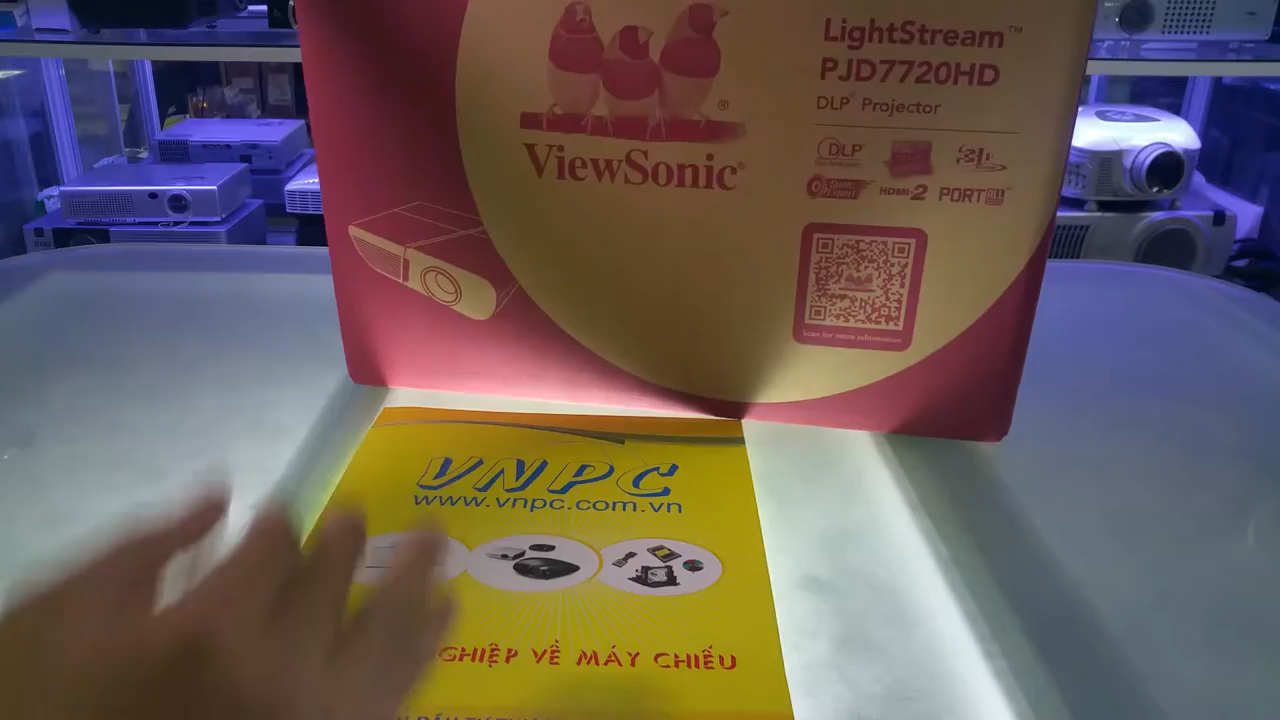 LightStream™
PJD7720HD
DLP® Projector
ViewSonic®
DLP
3D
HDMI×2
PORTALL
Scan for more information
VNPC
www.vnpc.com.vn
GHIỆP VỀ MÁY CHIẾU